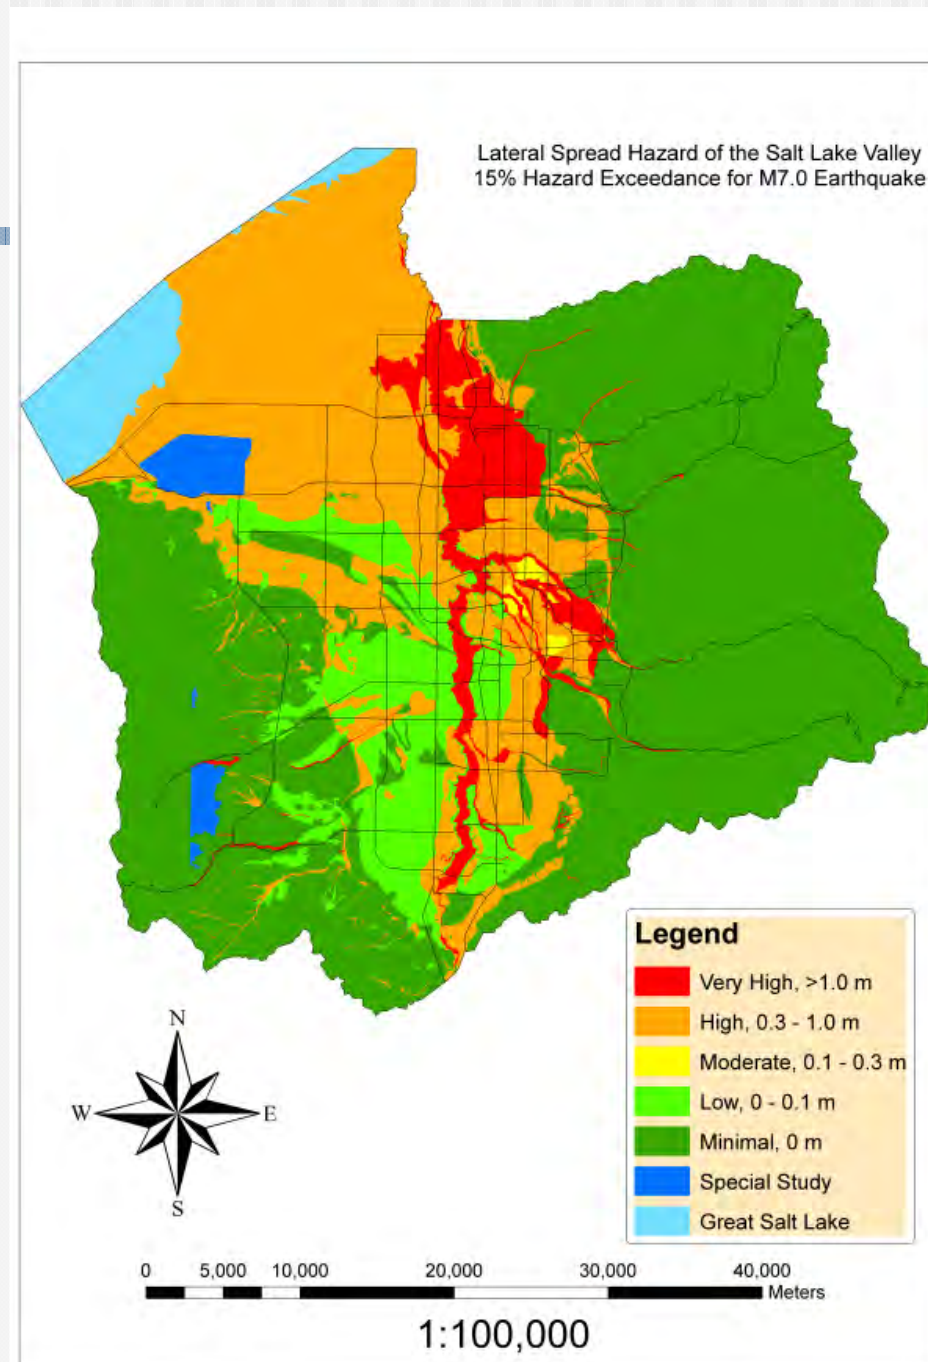 Lateral Spread Hazard of the Salt Lake Valley
15% Hazard Exceedance for M7.0 Earthquake
Legend
Very High, >1.0 m
High, 0.3 - 1.0 m
Moderate, 0.1 - 0.3 m
Low, 0 - 0.1 m
Minimal, 0 m
Special Study
Great Salt Lake
N
W E
S
0 5,000 10,000 20,000 30,000 40,000
Meters
1:100,000